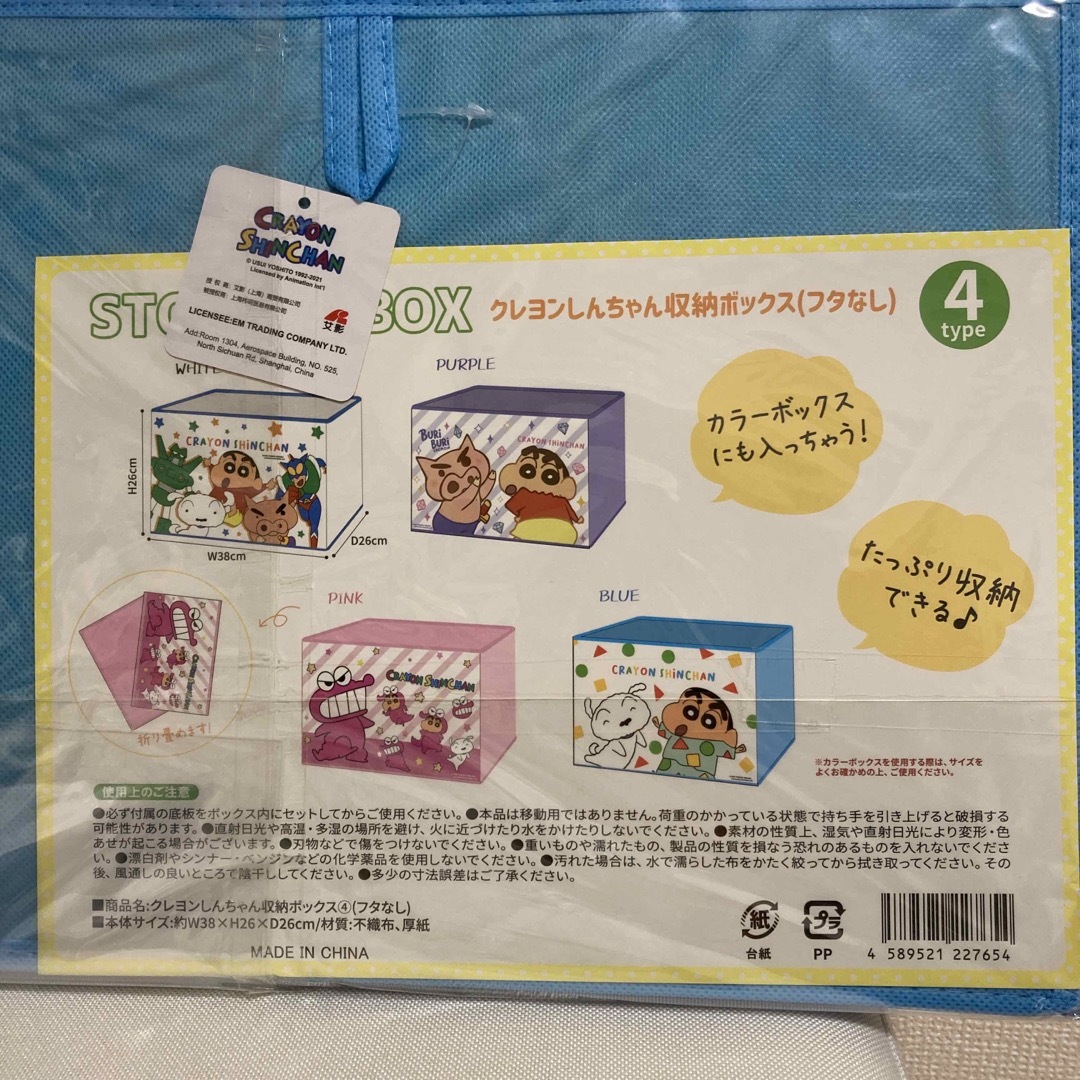 CRAYON
SHiNCHAN
© USUI YOSHITO 1992-2021
Licensed by Animation Int'l
授 权 商：艾影（上海）商贸有限公司
艾影
LICENSEE:EM TRADING COMPANY LTD.
Add:Room 1304, Aerospace Building, NO. 525,
North Sichuan Rd, Shanghai, China
BOX
クレヨンしんちゃん収納ボックス(フタなし)
4
type
WHITE
PURPLE
カラーボックス
にも入っちゃう!
H26cm
W38cm
D26cm
CRAYON SHiNCHAN
BURi
BURi
CRAYON SHINCHAN
たっぷり収納
できる♪
PINK
BLUE
CRAYON SHINCHAN
CRAYON SHiNCHAN
折り畳めます!
※カラーボックスを使用する際は、サイズを
よくお確かめの上、ご使用ください。
使用上のご注意
●必ず付属の底板をボックス内にセットしてからご使用ください。●本品は移動用ではありません。荷重のかかっている状態で持ち手を引き上げると破損する
可能性があります。●直射日光や高温・多湿の場所を避け、火に近づけたり水をかけたりしないでください。●素材の性質上、湿気や直射日光により変形・色
あせが起こる場合がございます。●刃物などで傷をつけないでください。●重いものや濡れたもの、製品の性質を損なう恐れのあるものを入れないでくださ
い。●漂白剤やシンナー・ベンジンなどの化学薬品を使用しないでください。●汚れた場合は、水で濡らした布をかたく絞ってから拭き取ってください。その
後、風通しの良いところで陰干ししてください。●多少の寸法誤差はご了承ください。
■商品名:クレヨンしんちゃん収納ボックス④(フタなし)
■本体サイズ:約W38×H26×D26cm/材質:不織布、厚紙
MADE IN CHINA
紙
台紙
プラ
PP
4 589521 227654